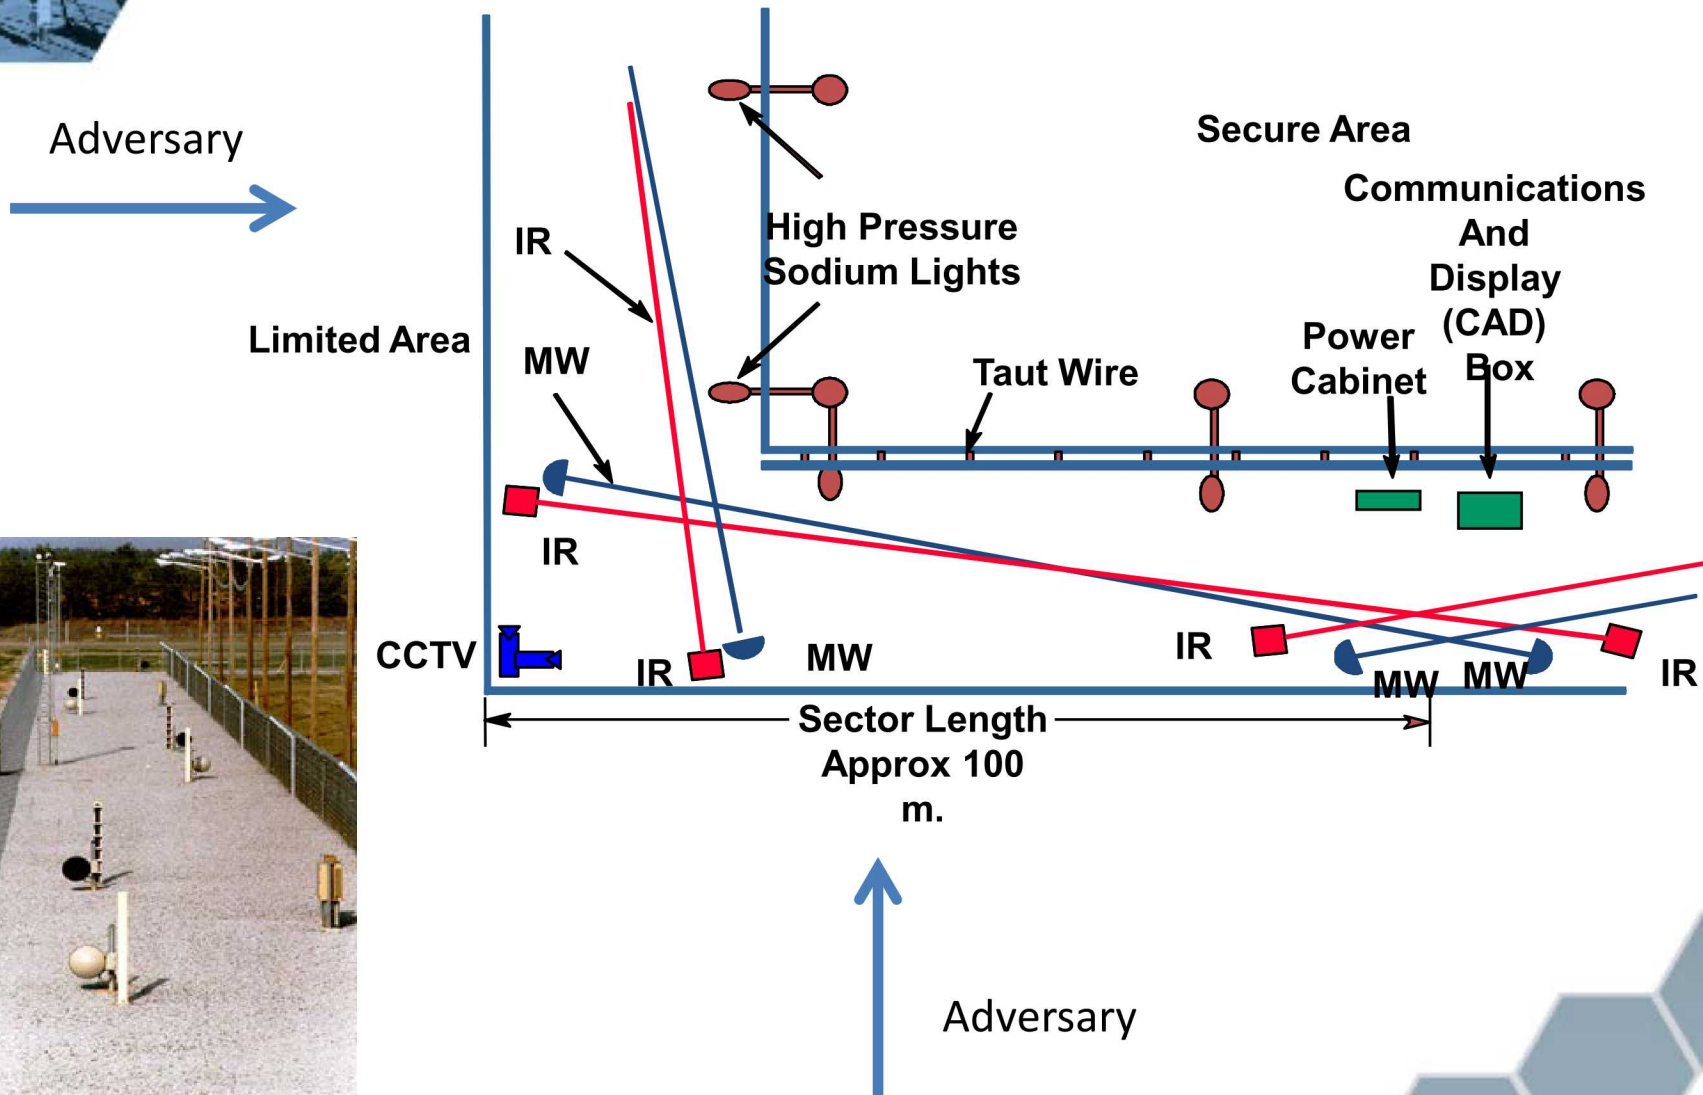 Adversary
Secure Area
Communications
And
Display
(CAD)
Box
IR
High Pressure
Sodium Lights
Limited Area
MW
Power
Cabinet
Taut Wire
IR
CCTV
IR
MW
IR
MW
MW
IR
Sector Length
Approx 100
m.
Adversary